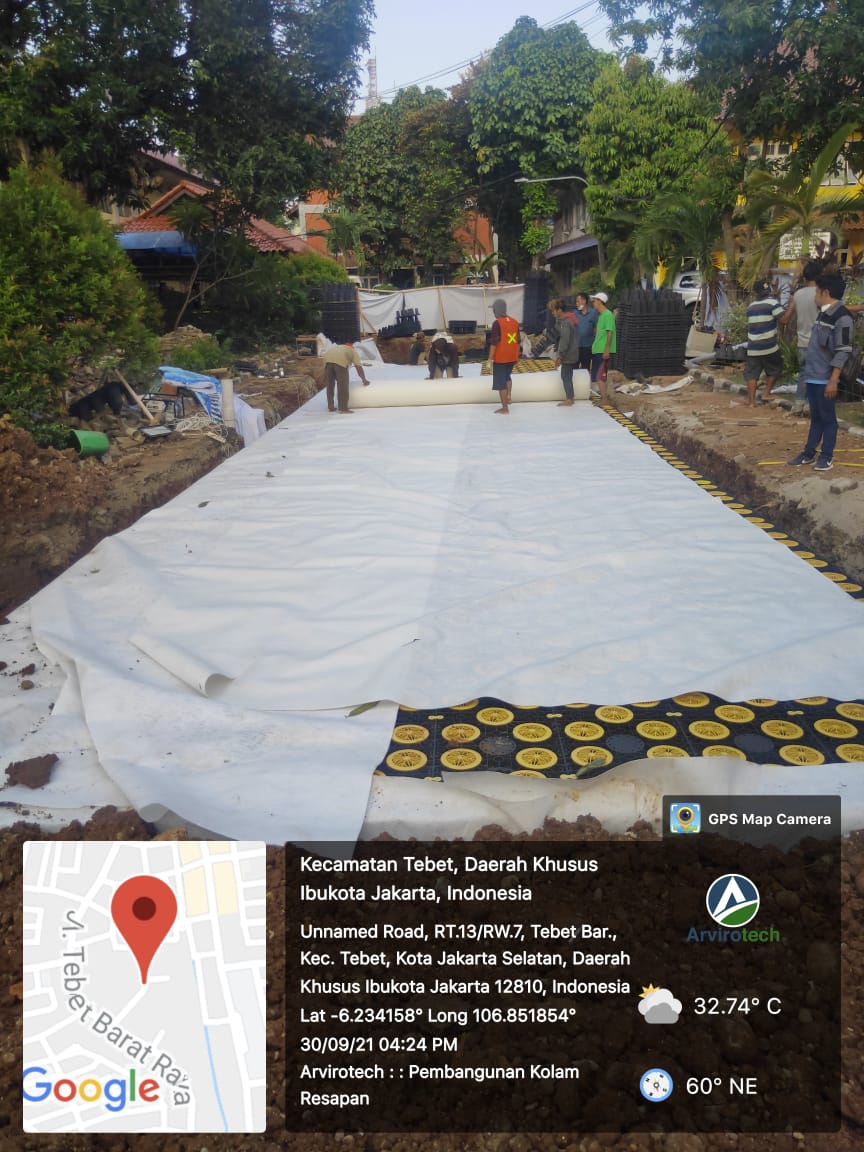 GPS Map Camera
Kecamatan Tebet, Daerah Khusus
Ibukota Jakarta, Indonesia
Unnamed Road, RT.13/RW.7, Tebet Bar.,
Kec. Tebet, Kota Jakarta Selatan, Daerah
Khusus Ibukota Jakarta 12810, Indonesia
Lat -6.234158° Long 106.851854°
30/09/21 04:24 PM
Arvirotech : : Pembangunan Kolam
Resapan
Arvirotech
32.74° C
60° NE
Jl. Tebet Barat Raya
Google